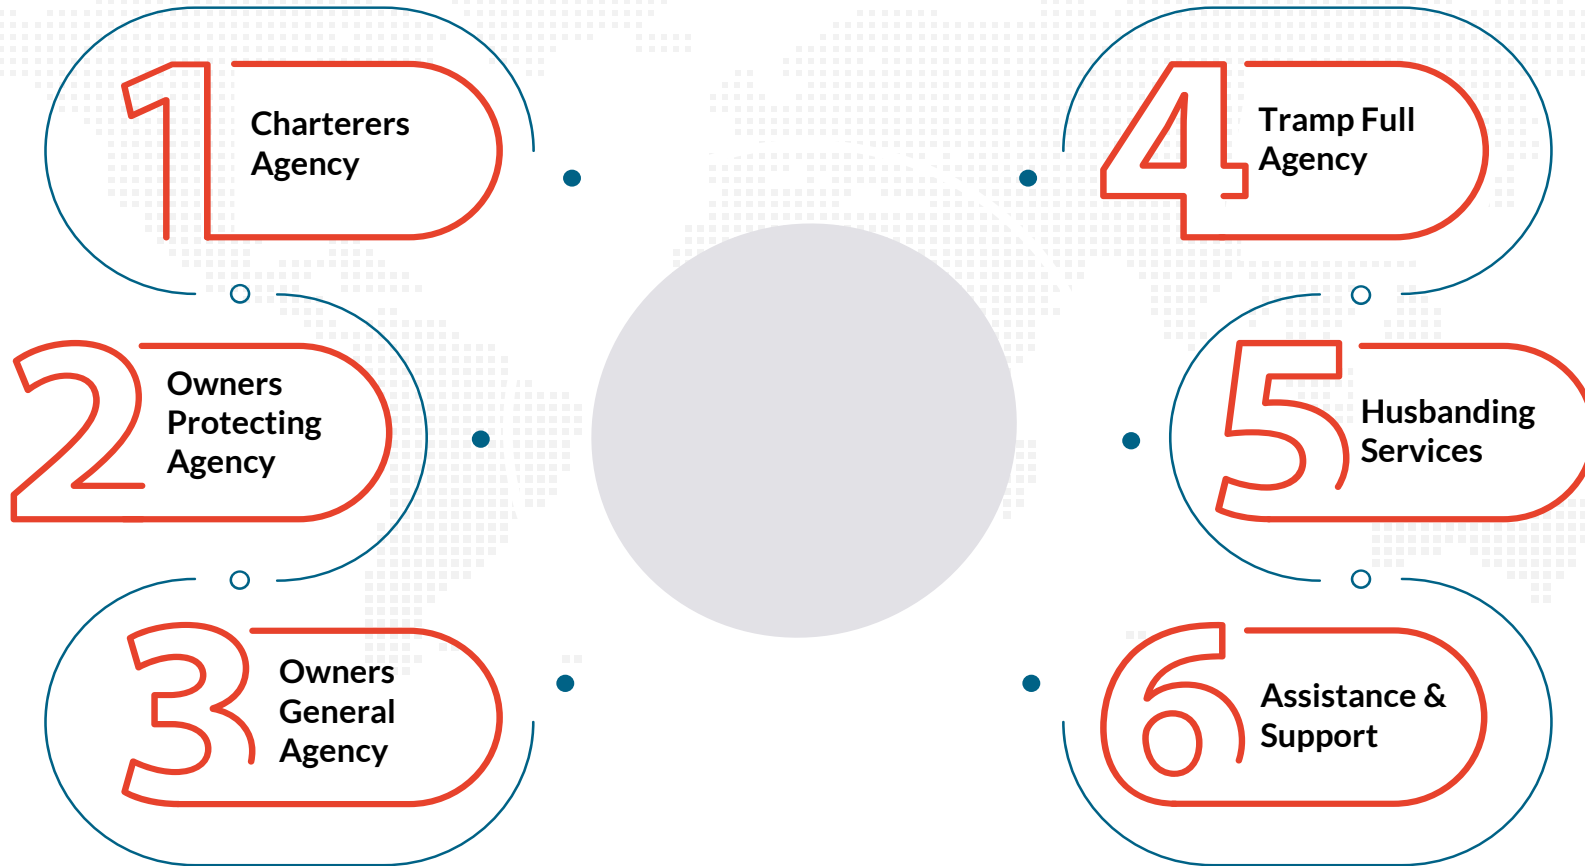 1
Charterers
Agency
2
Owners
Protecting
Agency
3
Owners
General
Agency
4
Tramp Full
Agency
5
Husbanding
Services
6
Assistance &
Support